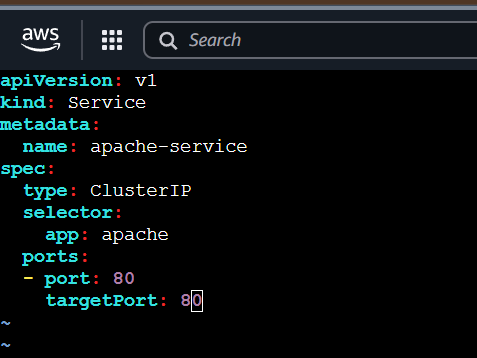 aws
Search
apiVersion: v1
kind: Service
metadata:
  name: apache-service
spec:
  type: ClusterIP
  selector:
    app: apache
  ports:
  - port: 80
    targetPort: 80
~
~